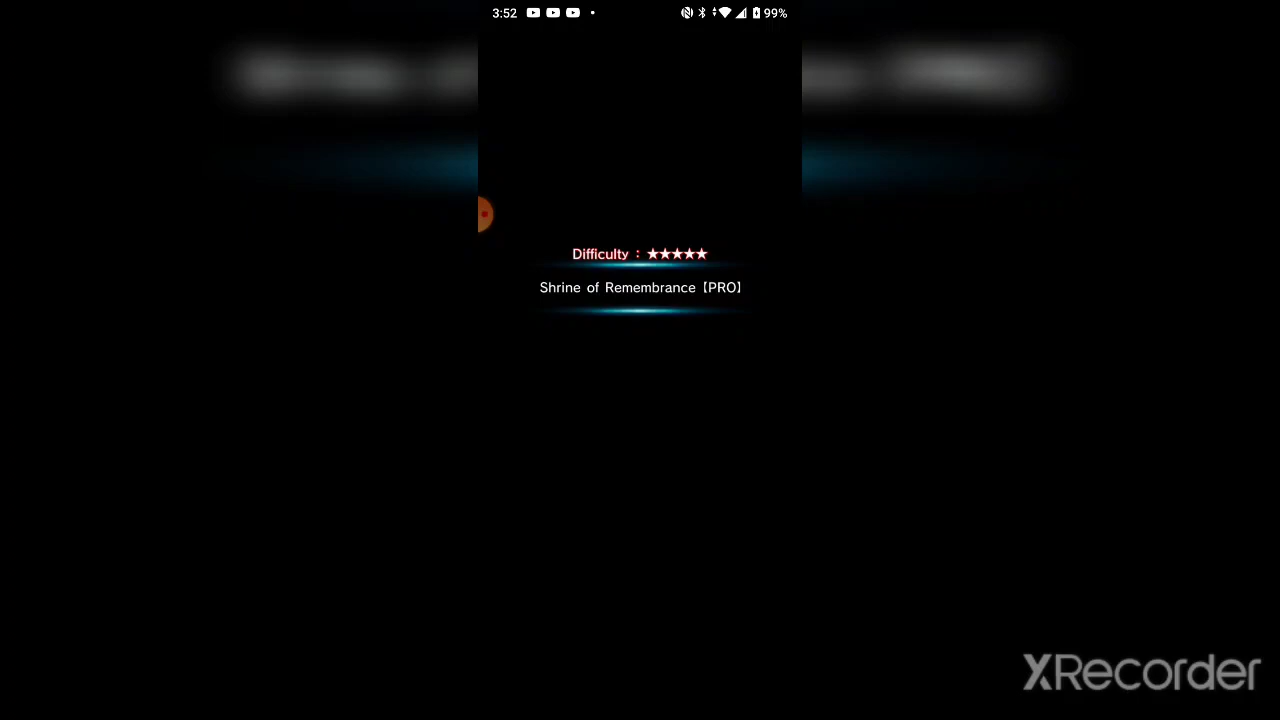 3:52
99%
Difficulty : ★★★★★
Shrine of Remembrance【PRO】
XRecorder